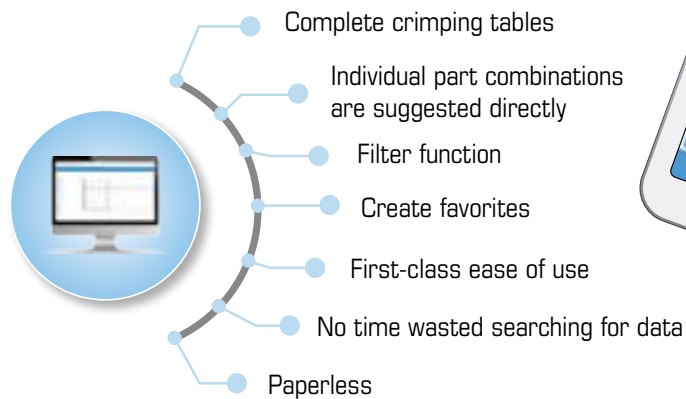 Complete crimping tables
Individual part combinations
are suggested directly
Filter function
Create favorites
First-class ease of use
No time wasted searching for data
Paperless